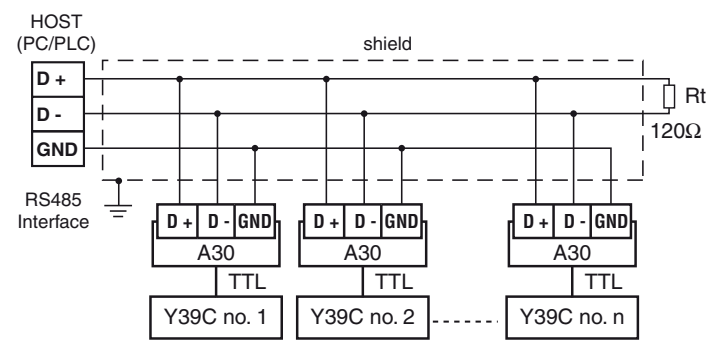 HOST
(PC/PLC)
shield
D +
D -
GND
Rt
120Ω
RS485
Interface
D + D - GND
D + D - GND
D + D - GND
A30
A30
A30
TTL
TTL
TTL
Y39C no. 1
Y39C no. 2
Y39C no. n